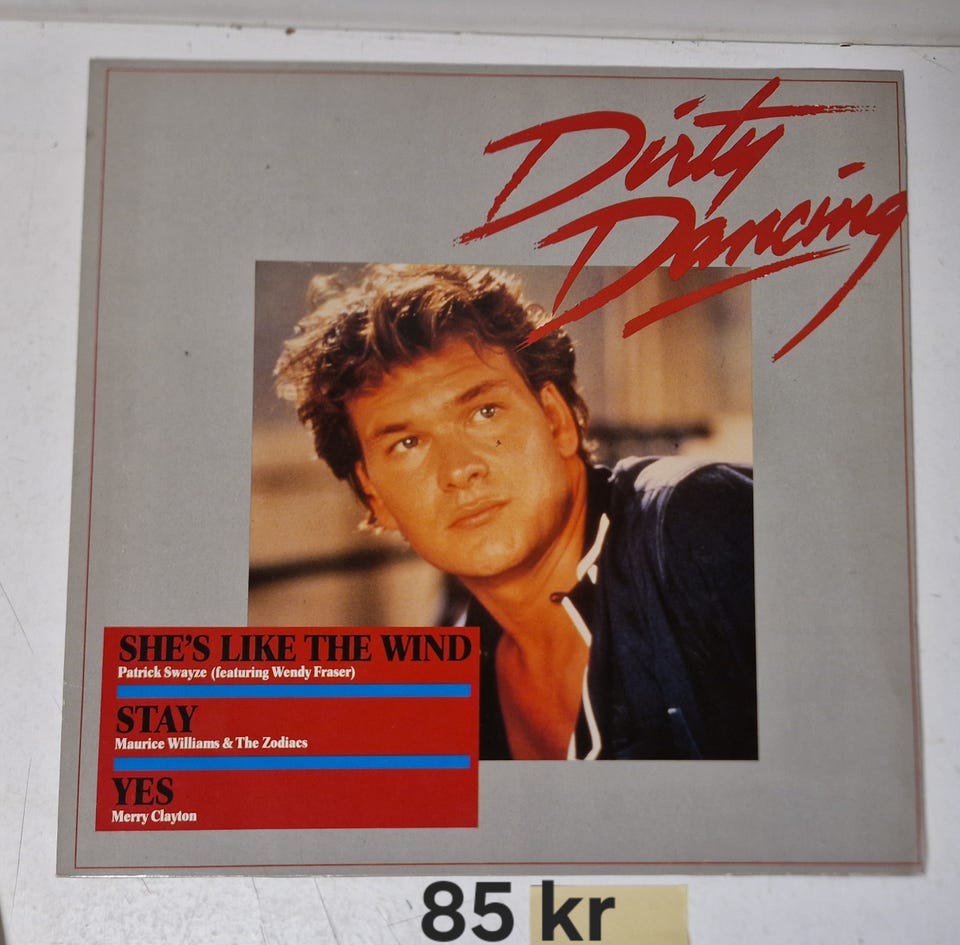 Dirty
Dancing
SHE'S LIKE THE WIND
Patrick Swayze (featuring Wendy Fraser)
STAY
Maurice Williams & The Zodiacs
YES
Merry Clayton
85 kr